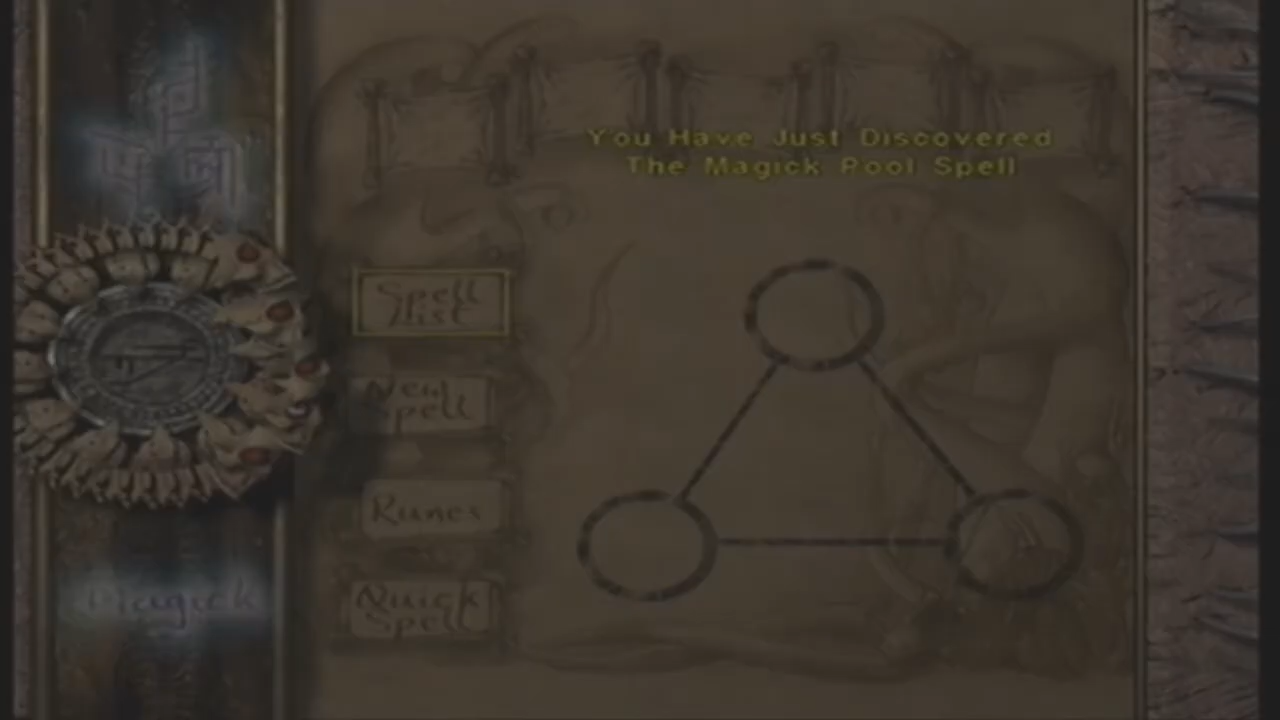 You Have Just Discovered
The Magick Pool Spell
Spell
List
New
Spell
Runes
Quick
Spell
Magick